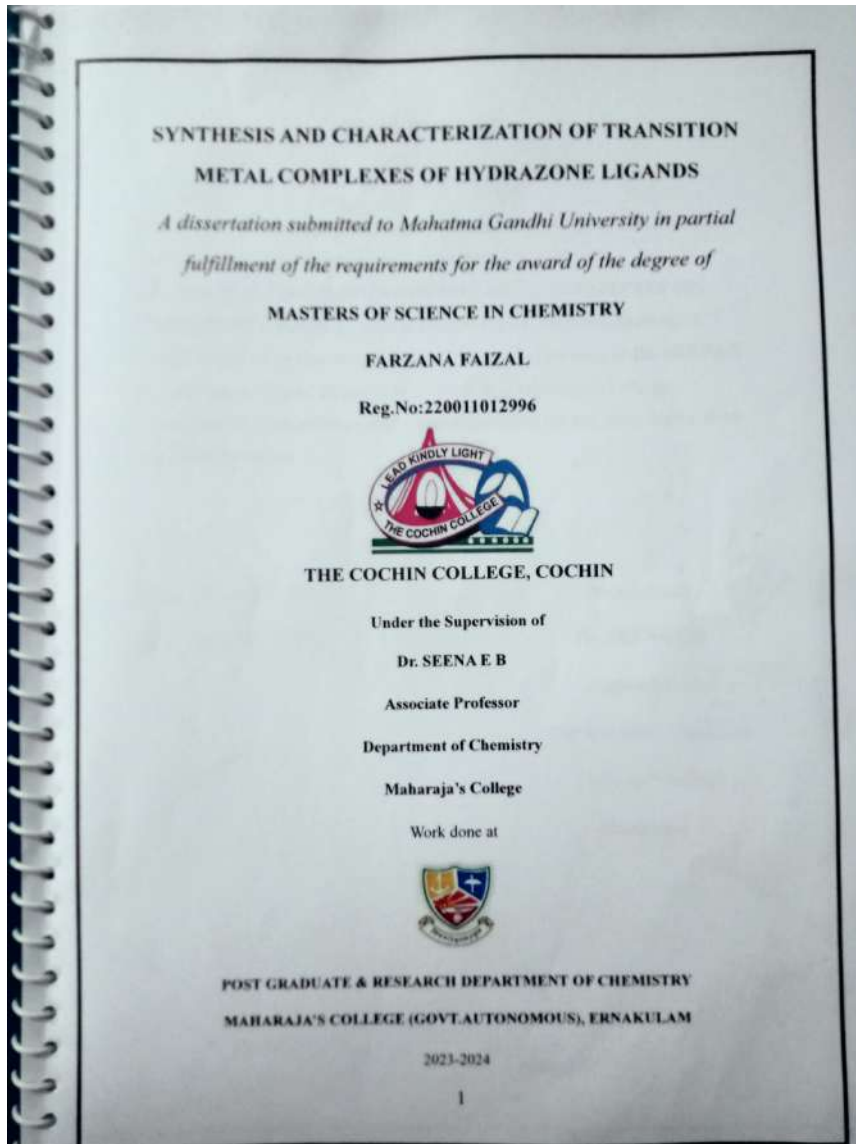 SYNTHESIS AND CHARACTERIZATION OF TRANSITION
METAL COMPLEXES OF HYDRAZONE LIGANDS
A dissertation submitted to Mahatma Gandhi University in partial
fulfillment of the requirements for the award of the degree of
MASTERS OF SCIENCE IN CHEMISTRY
FARZANA FAIZAL
Reg.No:220011012996
LEAD KINDLY LIGHT
THE COCHIN COLLEGE
THE COCHIN COLLEGE, COCHIN
Under the Supervision of
Dr. SEENA E B
Associate Professor
Department of Chemistry
Maharaja's College
Work done at
POST GRADUATE & RESEARCH DEPARTMENT OF CHEMISTRY
MAHARAJA'S COLLEGE (GOVT.AUTONOMOUS), ERNAKULAM
2023-2024
1